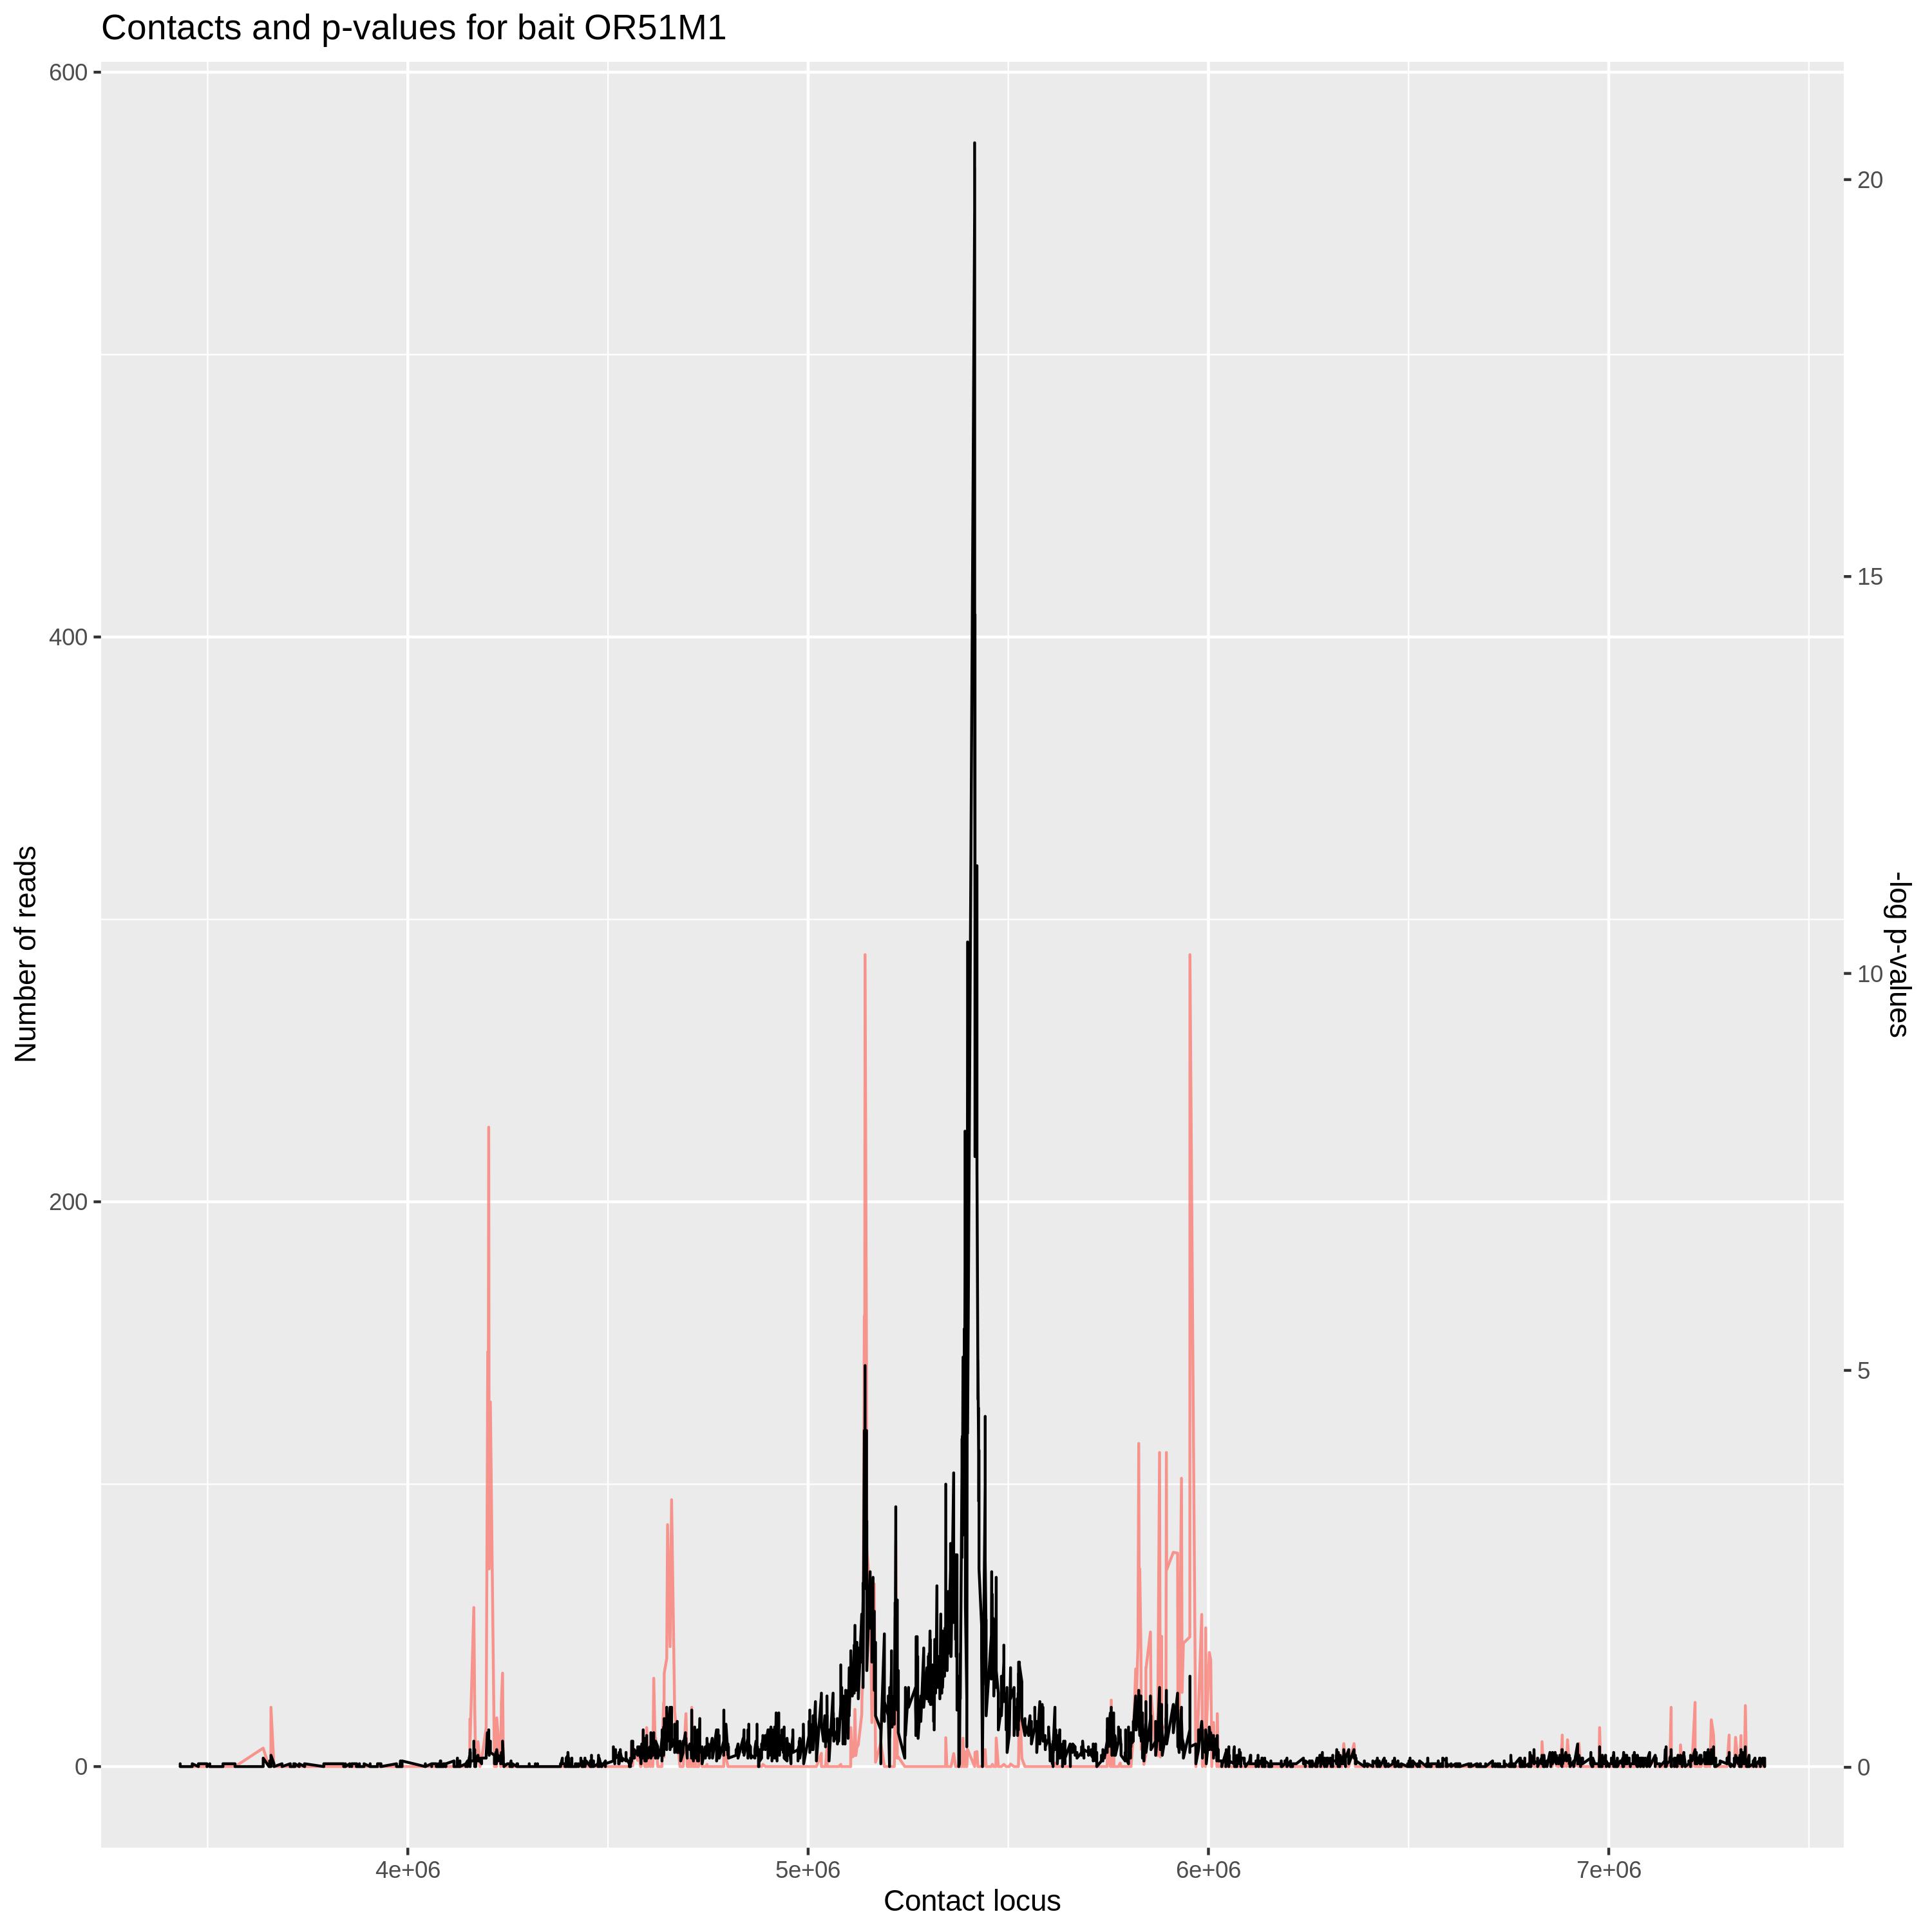 Contacts and p-values for bait OR51M1
600
400
200
0
Number of reads
20
15
10
5
0
-log p-values
4e+06
5e+06
6e+06
7e+06
Contact locus